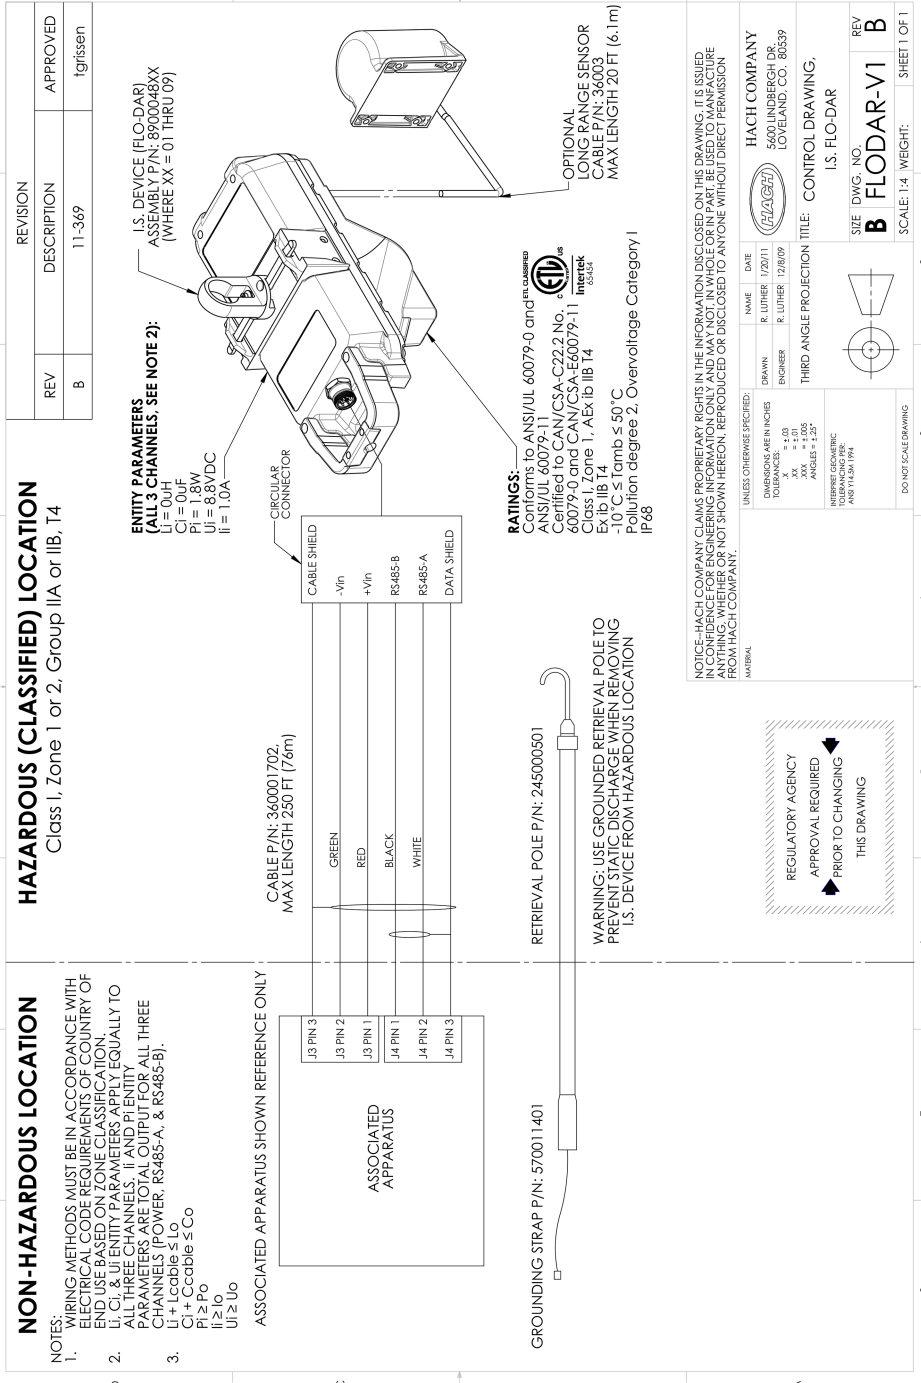 NON-HAZARDOUS LOCATION
NOTES:
1. WIRING METHODS MUST BE IN ACCORDANCE WITH
ELECTRICAL CODE REQUIREMENTS OF COUNTRY OF
END USE BASED ON ZONE CLASSIFICATION.
2. Li, Ci, & Ui ENTITY PARAMETERS APPLY EQUALLY TO
ALL THREE CHANNELS. Ii AND Pi ENTITY
PARAMETERS ARE TOTAL OUTPUT FOR ALL THREE
CHANNELS (POWER, RS485-A, & RS485-B).
3. Li + Lcable ≤ Lo
Ci + Ccable ≤ Co
Pi ≥ Po
Ii ≥ Io
Ui ≥ Uo
ASSOCIATED APPARATUS SHOWN REFERENCE ONLY
ASSOCIATED
APPARATUS
J3 PIN 3
J3 PIN 2
J3 PIN 1
J4 PIN 1
J4 PIN 2
J4 PIN 3
GROUNDING STRAP P/N: 570011401
HAZARDOUS (CLASSIFIED) LOCATION
Class I, Zone 1 or 2, Group IIA or IIB, T4
CABLE P/N: 360001702,
MAX LENGTH 250 FT (76m)
GREEN
RED
BLACK
WHITE
CABLE SHIELD
-Vin
+Vin
RS485-B
RS485-A
DATA SHIELD
CIRCULAR
CONNECTOR
ENTITY PARAMETERS
(ALL 3 CHANNELS, SEE NOTE 2):
Li = 0uH
Ci = 0uF
Pi = 1.8W
Ui = 8.8VDC
Ii = 1.0A
I.S. DEVICE (FLO-DAR)
ASSEMBLY P/N: 8900048XX
(WHERE XX = 01 THRU 09)
OPTIONAL
LONG RANGE SENSOR
CABLE P/N: 36003
MAX LENGTH 20 FT (6.1m)
RATINGS:
Conforms to ANSI/UL 60079-0 and
ANSI/UL 60079-11
Certified to CAN/CSA-C22.2 No.
60079-0 and CAN/CSA-E60079-11
Class I, Zone 1, AEx ib IIB T4
Ex ib IIB T4
-10°C ≤ Tamb ≤ 50°C
Pollution degree 2, Overvoltage Category I
IP68
ETL CLASSIFIED
ETL
C US
Intertek
65454
RETRIEVAL POLE P/N: 245000501
WARNING: USE GROUNDED RETRIEVAL POLE TO
PREVENT STATIC DISCHARGE WHEN REMOVING
I.S. DEVICE FROM HAZARDOUS LOCATION
REGULATORY AGENCY
APPROVAL REQUIRED
PRIOR TO CHANGING
THIS DRAWING
REVISION
REV DESCRIPTION APPROVED
B 11-369 tgrissen
NOTICE--HACH COMPANY CLAIMS PROPRIETARY RIGHTS IN THE INFORMATION DISCLOSED ON THIS DRAWING. IT IS ISSUED
IN CONFIDENCE FOR ENGINEERING INFORMATION ONLY AND MAY NOT, IN WHOLE OR IN PART, BE USED TO MANFACTURE
ANYTHING, WHETHER OR NOT SHOWN HEREON, REPRODUCED OR DISCLOSED TO ANYONE WITHOUT DIRECT PERMISSION
FROM HACH COMPANY.
MATERIAL
UNLESS OTHERWISE SPECIFIED:
DIMENSIONS ARE IN INCHES
TOLERANCES:
.X = ±.03
.XX = ±.01
.XXX = ±.005
ANGLES = ±.25°
INTERPRET GEOMETRIC
TOLERANCING PER:
ANSI Y14.5M 1994
DO NOT SCALE DRAWING
NAME DATE
DRAWN R. LUTHER 1/20/11
ENGINEER R. LUTHER 12/8/09
THIRD ANGLE PROJECTION
HACH
HACH COMPANY
5600 LINDBERGH DR.
LOVELAND, CO. 80539
TITLE: CONTROL DRAWING,
I.S. FLO-DAR
SIZE DWG. NO. REV
B FLODAR-V1 B
SCALE: 1:4 WEIGHT: SHEET 1 OF 1